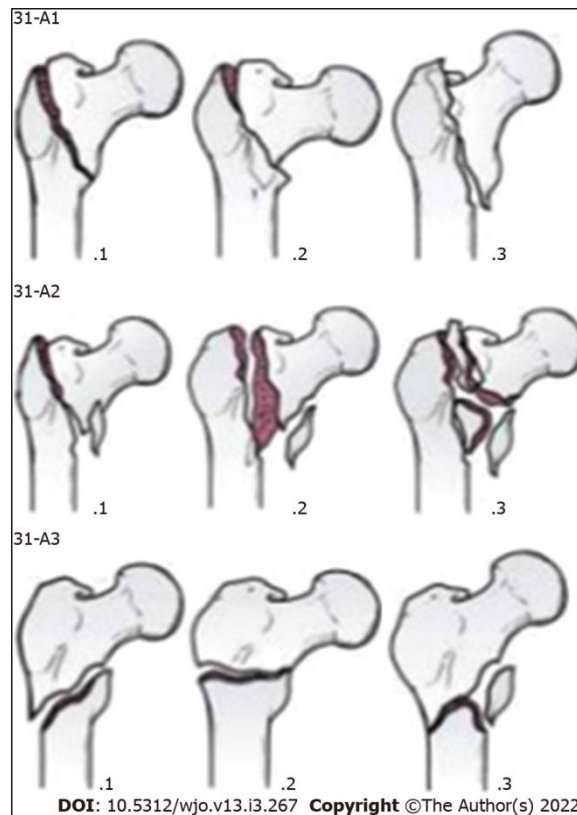 31-A1
.1 .2 .3
31-A2
.1 .2 .3
31-A3
.1 .2 .3
DOI: 10.5312/wjo.v13.i3.267 Copyright ©The Author(s) 2022